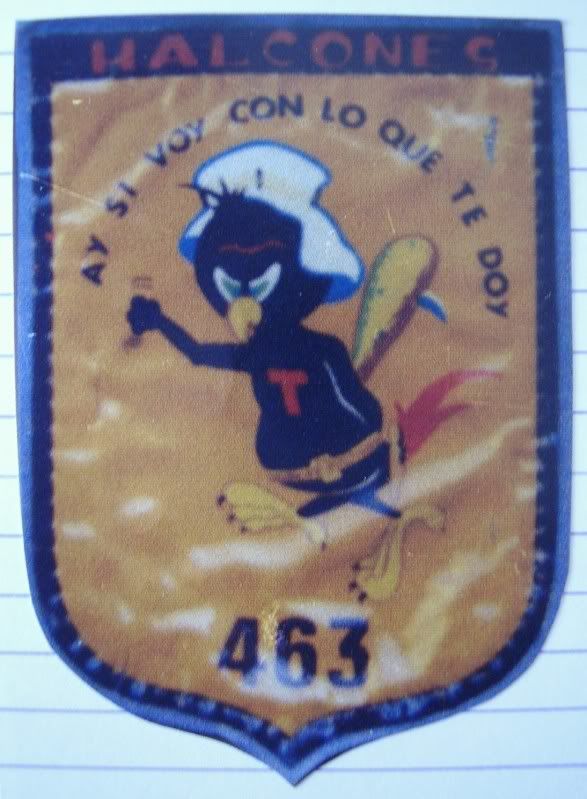 HALCONES
AY SI VOY CON LO QUE TE DOY
T
463